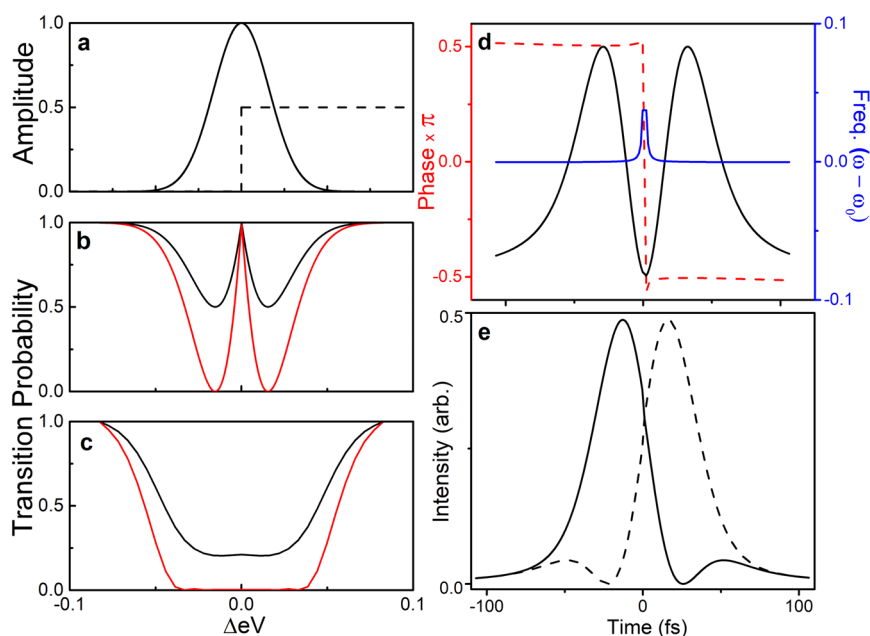 a
Amplitude
1.0
0.5
0.0
b
1.0
0.5
0.0
Transition Probability
c
1.0
0.5
0.0
-0.1
0.0
0.1
ΔeV
d
Phase x π
0.5
0.0
-0.5
0.1
0.0
-0.1
Freq. (ω − ω₀)
e
Intensity (arb.)
0.5
0.0
-100
0
100
Time (fs)